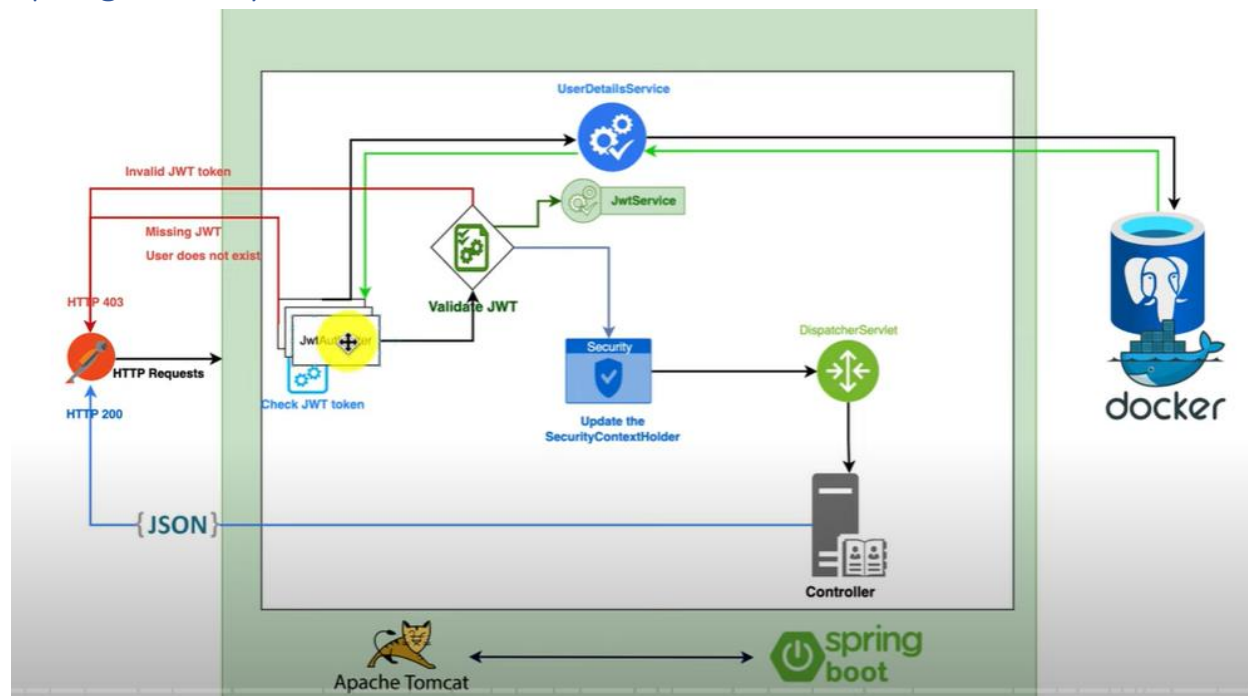 UserDetailsService
Invalid JWT token
JwtService
Missing JWT
User does not exist
Validate JWT
HTTP 403
DispatcherServlet
Security
HTTP Requests
docker
Check JWT token
HTTP 200
Update the
SecurityContextHolder
{JSON}
Controller
spring
boot
Apache Tomcat